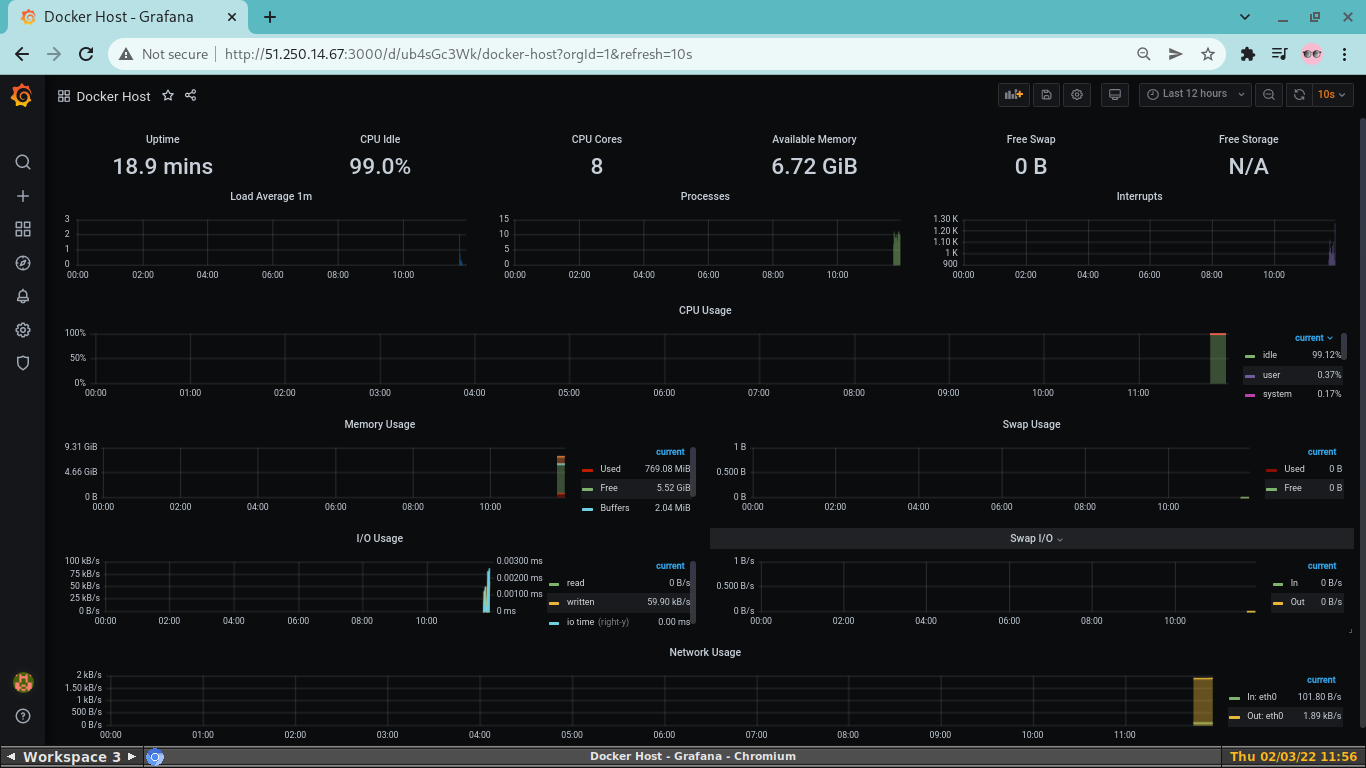 Docker Host - Grafana
Not secure http://51.250.14.67:3000/d/ub4sGc3Wk/docker-host?orgId=1&refresh=10s
Docker Host
Last 12 hours
10s
Uptime CPU Idle CPU Cores Available Memory Free Swap Free Storage
18.9 mins 99.0% 8 6.72 GiB 0 B N/A
Load Average 1m
3
2
1
0
00:00 02:00 04:00 06:00 08:00 10:00
Processes
15
10
5
0
00:00 02:00 04:00 06:00 08:00 10:00
Interrupts
1.30 K
1.20 K
1.10 K
1 K
900
00:00 02:00 04:00 06:00 08:00 10:00
CPU Usage
100%
50%
0%
00:00 01:00 02:00 03:00 04:00 05:00 06:00 07:00 08:00 09:00 10:00 11:00
current
idle 99.12%
user 0.37%
system 0.17%
Memory Usage
9.31 GiB
4.66 GiB
0 B
00:00 02:00 04:00 06:00 08:00 10:00
current
Used 769.08 MiB
Free 5.52 GiB
Buffers 2.04 MiB
Swap Usage
1 B
0.500 B
0 B
00:00 02:00 04:00 06:00 08:00 10:00
current
Used 0 B
Free 0 B
I/O Usage
100 kB/s
75 kB/s
50 kB/s
25 kB/s
0 B/s
00:00 02:00 04:00 06:00 08:00 10:00
0.00300 ms
0.00200 ms
0.00100 ms
0 ms
current
read 0 B/s
written 59.90 kB/s
io time (right-y) 0.00 ms
Swap I/O
1 B/s
0.500 B/s
0 B/s
00:00 02:00 04:00 06:00 08:00 10:00
current
In 0 B/s
Out 0 B/s
Network Usage
2 kB/s
1.50 kB/s
1 kB/s
500 B/s
0 B/s
00:00 01:00 02:00 03:00 04:00 05:00 06:00 07:00 08:00 09:00 10:00 11:00
current
In: eth0 101.80 B/s
Out: eth0 1.89 kB/s
Workspace 3
Docker Host - Grafana - Chromium
Thu 02/03/22 11:56